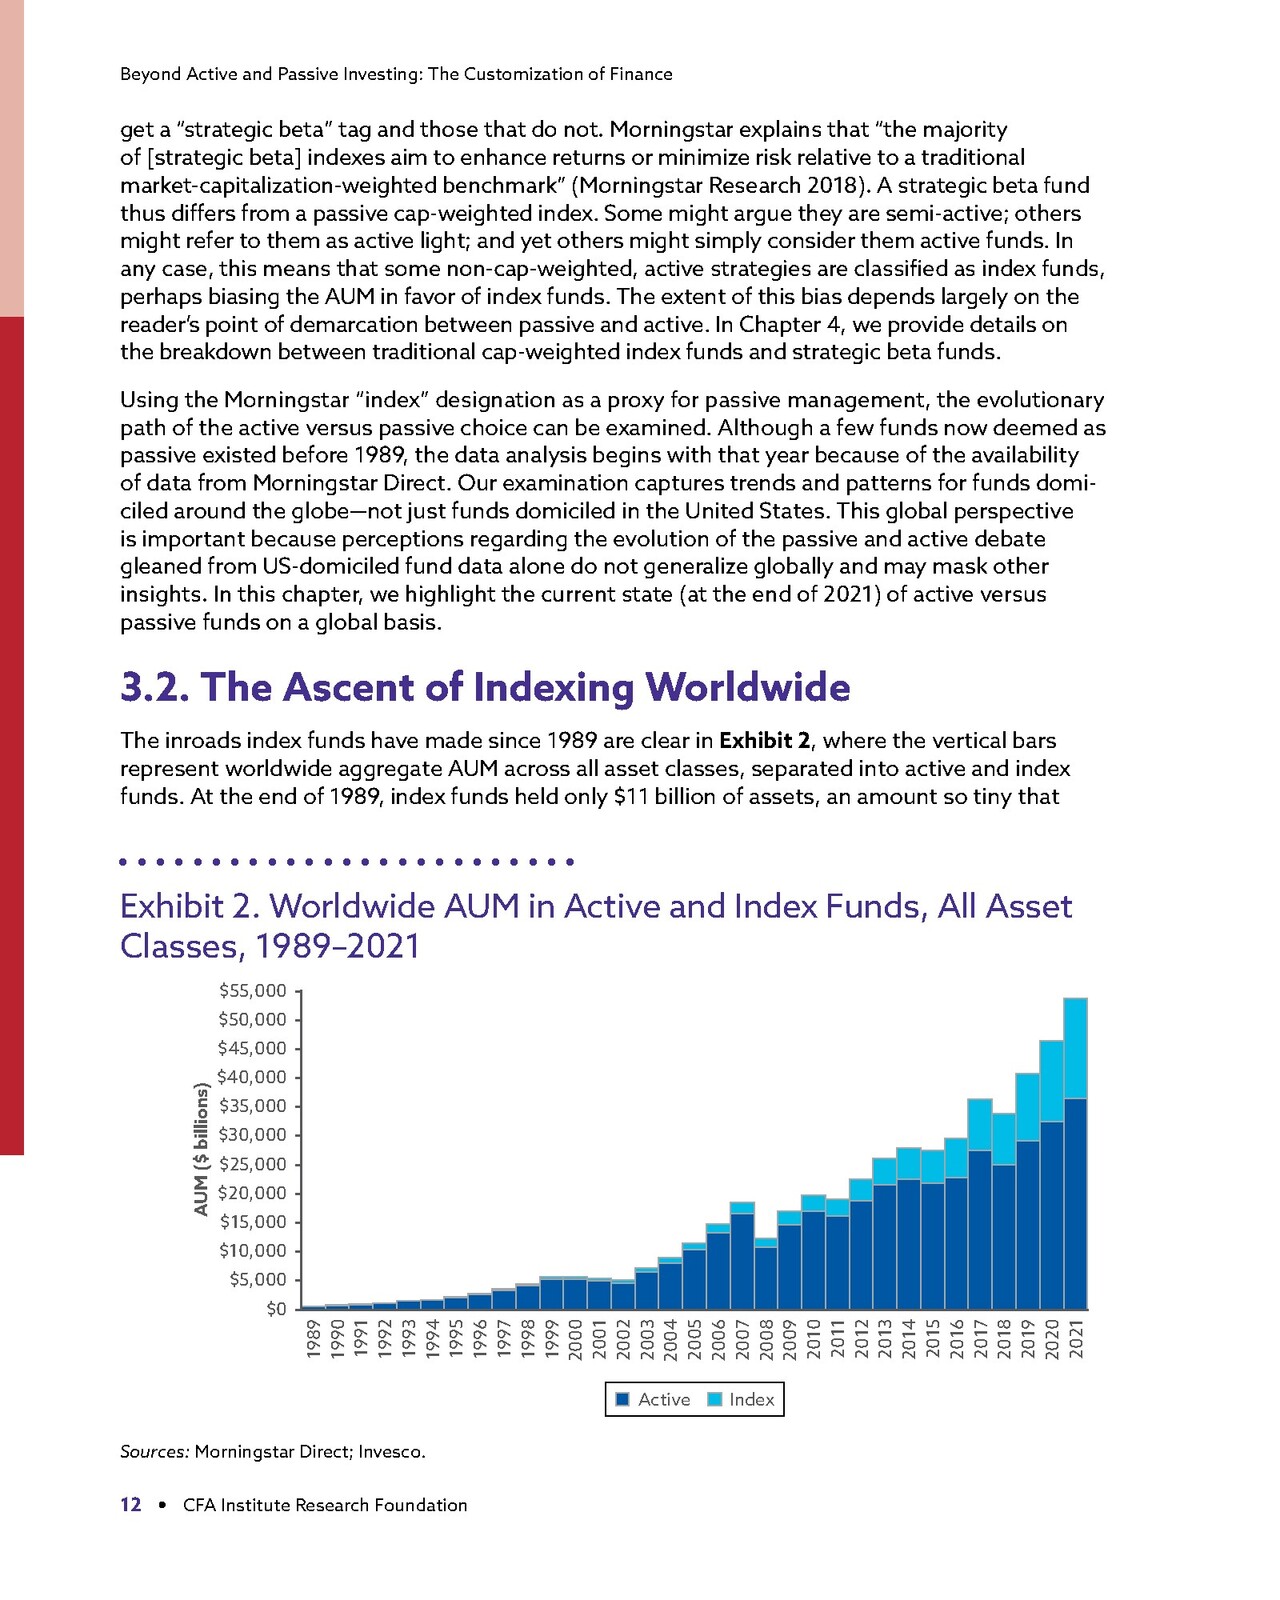 Beyond Active and Passive Investing: The Customization of Finance
get a “strategic beta” tag and those that do not. Morningstar explains that “the majority
of [strategic beta] indexes aim to enhance returns or minimize risk relative to a traditional
market-capitalization-weighted benchmark” (Morningstar Research 2018). A strategic beta fund
thus differs from a passive cap-weighted index. Some might argue they are semi-active; others
might refer to them as active light; and yet others might simply consider them active funds. In
any case, this means that some non-cap-weighted, active strategies are classified as index funds,
perhaps biasing the AUM in favor of index funds. The extent of this bias depends largely on the
reader’s point of demarcation between passive and active. In Chapter 4, we provide details on
the breakdown between traditional cap-weighted index funds and strategic beta funds.
Using the Morningstar “index” designation as a proxy for passive management, the evolutionary
path of the active versus passive choice can be examined. Although a few funds now deemed as
passive existed before 1989, the data analysis begins with that year because of the availability
of data from Morningstar Direct. Our examination captures trends and patterns for funds domi-
ciled around the globe—not just funds domiciled in the United States. This global perspective
is important because perceptions regarding the evolution of the passive and active debate
gleaned from US-domiciled fund data alone do not generalize globally and may mask other
insights. In this chapter, we highlight the current state (at the end of 2021) of active versus
passive funds on a global basis.
3.2. The Ascent of Indexing Worldwide
The inroads index funds have made since 1989 are clear in Exhibit 2, where the vertical bars
represent worldwide aggregate AUM across all asset classes, separated into active and index
funds. At the end of 1989, index funds held only $11 billion of assets, an amount so tiny that
Exhibit 2. Worldwide AUM in Active and Index Funds, All Asset
Classes, 1989–2021
AUM ($ billions)
$55,000
$50,000
$45,000
$40,000
$35,000
$30,000
$25,000
$20,000
$15,000
$10,000
$5,000
$0
1989
1990
1991
1992
1993
1994
1995
1996
1997
1998
1999
2000
2001
2002
2003
2004
2005
2006
2007
2008
2009
2010
2011
2012
2013
2014
2015
2016
2017
2018
2019
2020
2021
Active Index
Sources: Morningstar Direct; Invesco.
12 • CFA Institute Research Foundation